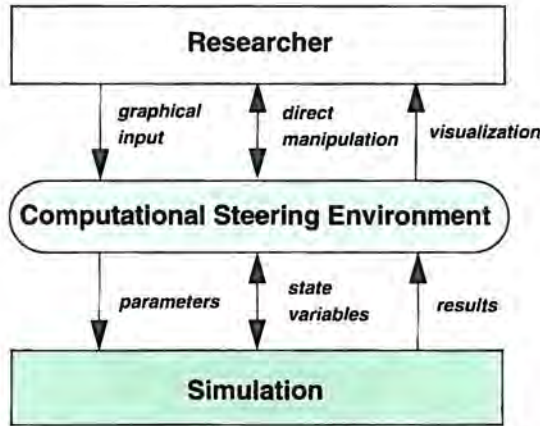 Researcher
graphical
input
direct
manipulation
visualization
Computational Steering Environment
parameters
state
variables
results
Simulation